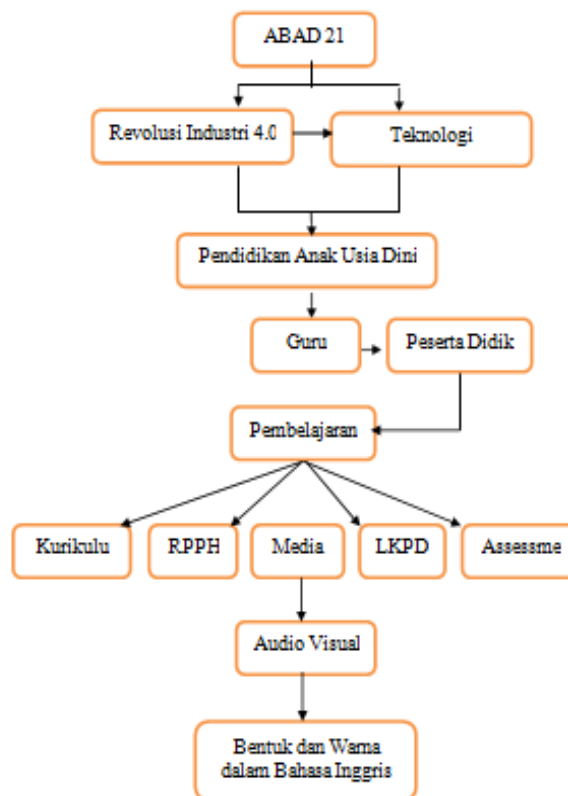 ABAD 21
Revolusi Industri 4.0
Teknologi
Pendidikan Anak Usia Dini
Guru
Peserta Didik
Pembelajaran
Kurikulu
RPPH
Media
LKPD
Assessme
Audio Visual
Bentuk dan Warna
dalam Bahasa Inggris